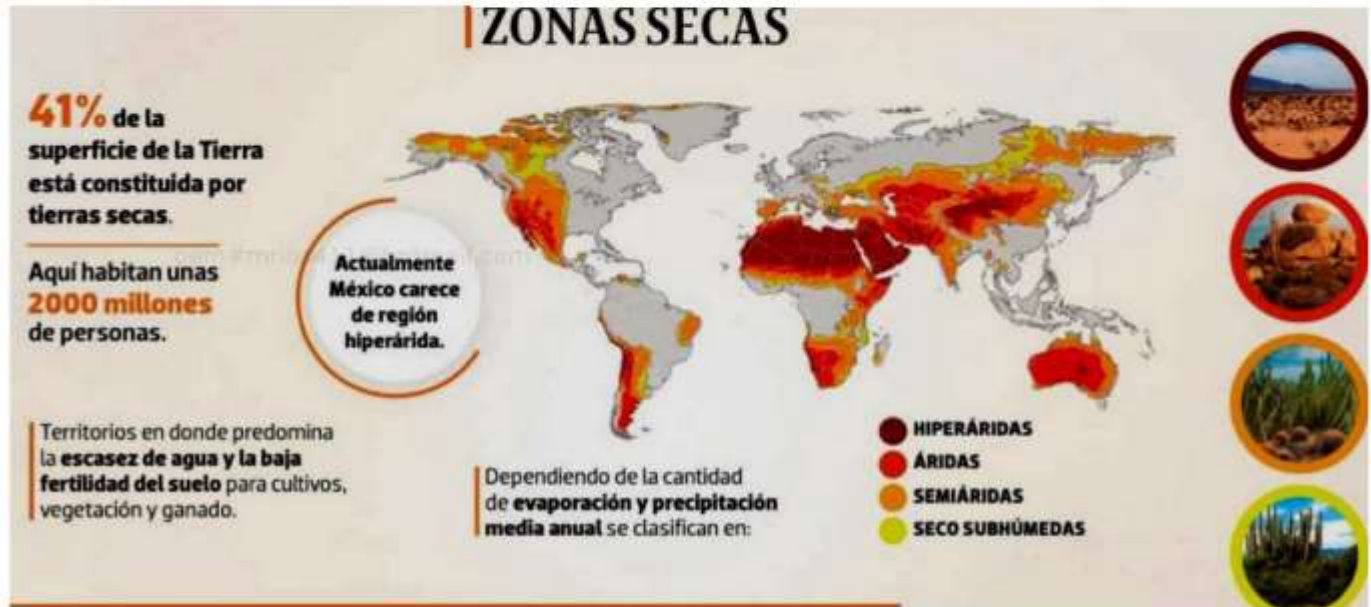 ZONAS SECAS
41% de la
superficie de la Tierra
está constituida por
tierras secas.
Aquí habitan unas
2000 millones
de personas.
Actualmente
México carece
de región
hiperárida.
Territorios en donde predomina
la escasez de agua y la baja
fertilidad del suelo para cultivos,
vegetación y ganado.
Dependiendo de la cantidad
de evaporación y precipitación
media anual se clasifican en:
HIPERÁRIDAS
ÁRIDAS
SEMIÁRIDAS
SECO SUBHÚMEDAS